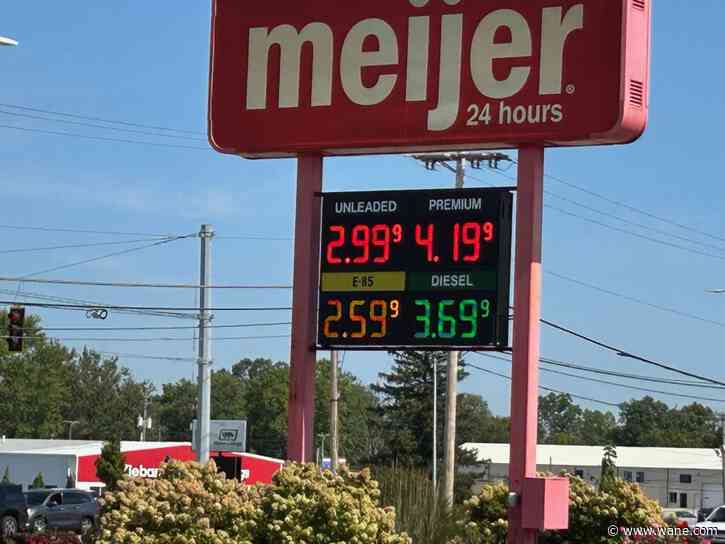 meijer®
24 hours
UNLEADED PREMIUM
2.99⁹ 4.19⁹
E-85 DIESEL
2.59⁹ 3.69⁹
© www.wane.com